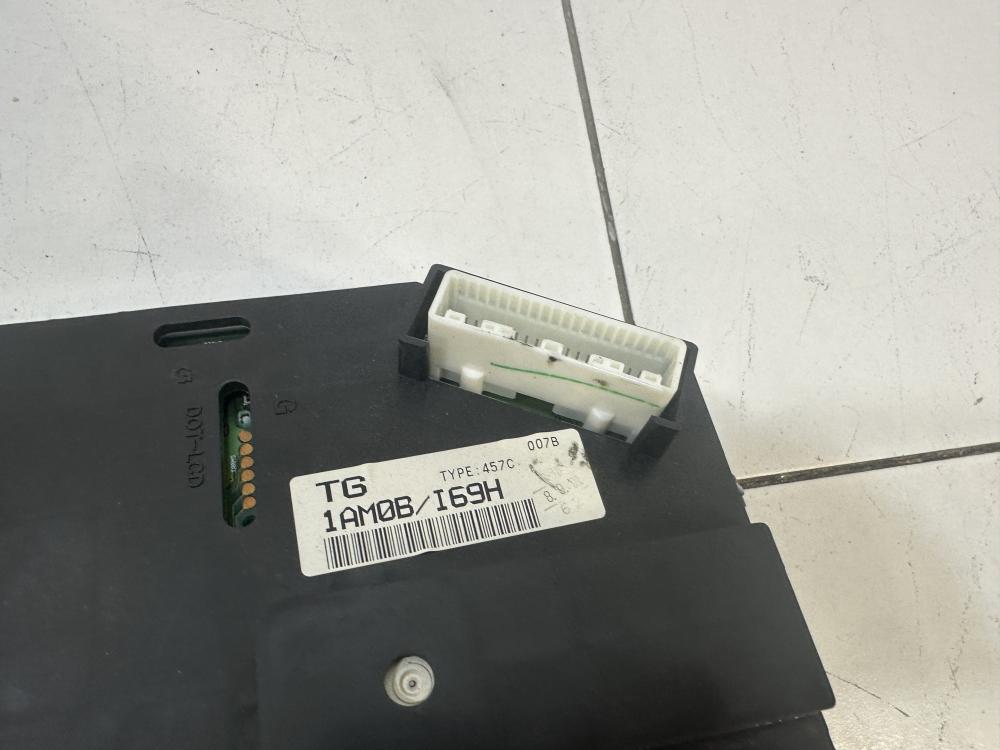 G
G
DOT-LCD
TG
TYPE:457C
007B
1AM0B/I69H